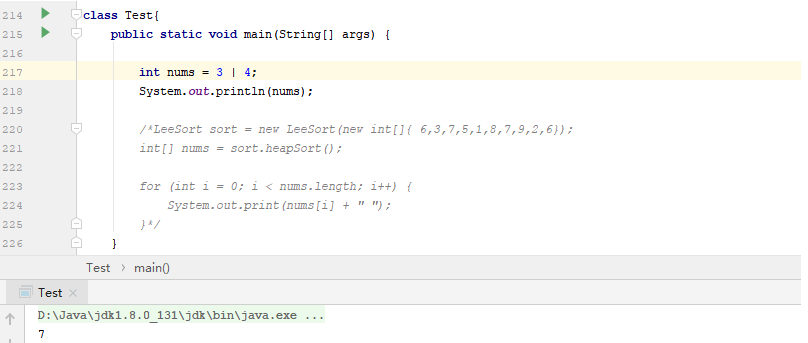 214 class Test{
215 public static void main(String[] args) {
216
217 int nums = 3 | 4;
218 System.out.println(nums);
219
220 /*LeeSort sort = new LeeSort(new int[]{ 6,3,7,5,1,8,7,9,2,6});
221 int[] nums = sort.heapSort();
222
223 for (int i = 0; i < nums.length; i++) {
224 System.out.print(nums[i] + " ");
225 }*/
226 }
Test > main()
Test ×
D:\Java\jdk1.8.0_131\jdk\bin\java.exe ...
7